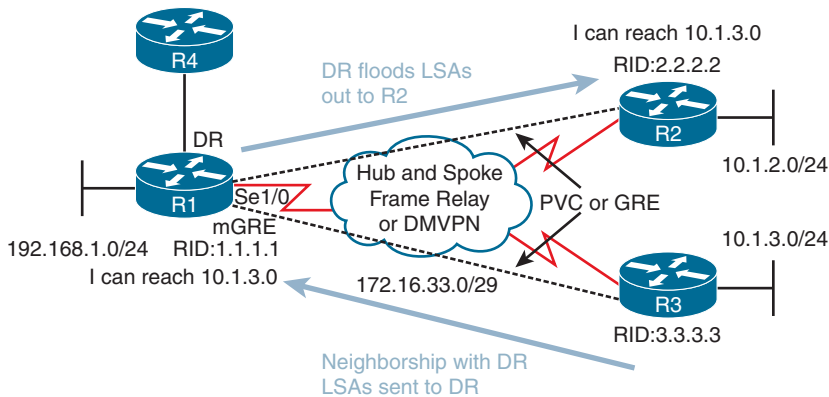 R4
I can reach 10.1.3.0
RID:2.2.2.2
DR floods LSAs
out to R2
R2
DR
10.1.2.0/24
R1
Se1/0
mGRE
Hub and Spoke
Frame Relay
or DMVPN
PVC or GRE
192.168.1.0/24
RID:1.1.1.1
I can reach 10.1.3.0
172.16.33.0/29
10.1.3.0/24
R3
RID:3.3.3.3
Neighborship with DR
LSAs sent to DR